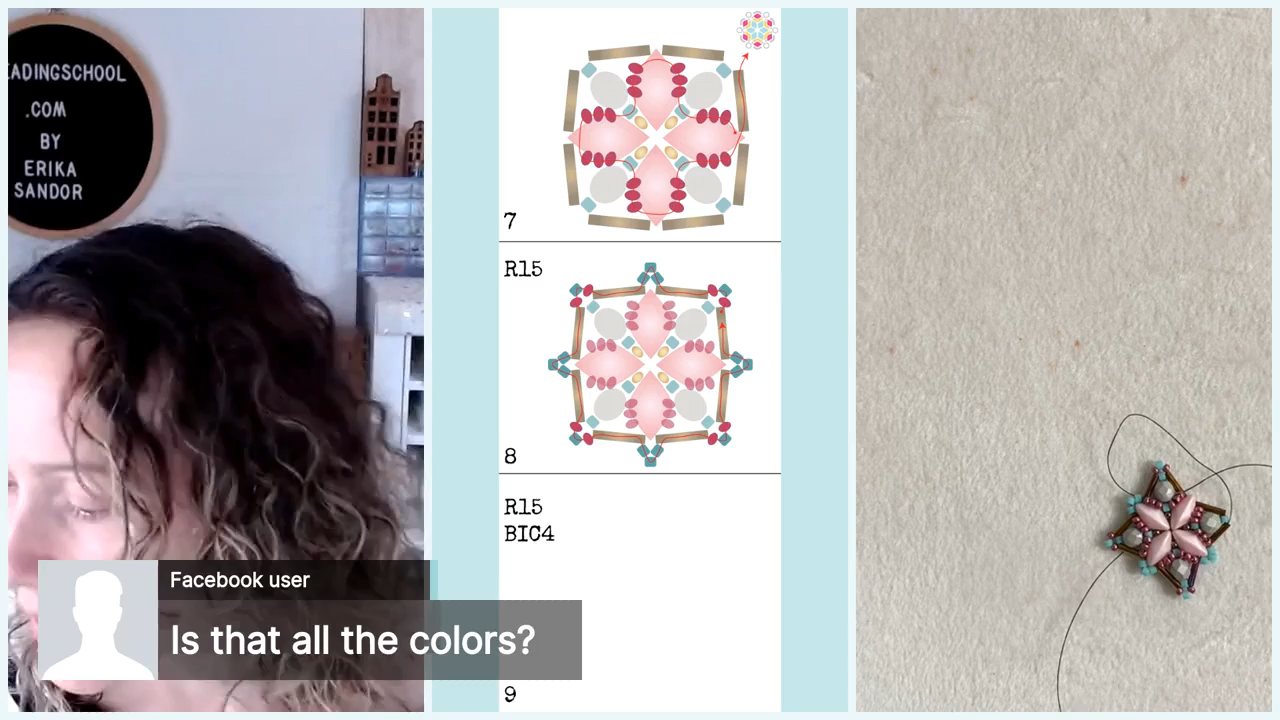 EADINGSCHOOL
.COM
BY
ERIKA
SANDOR
7
R15
8
R15
BIC4
9
Facebook user
Is that all the colors?